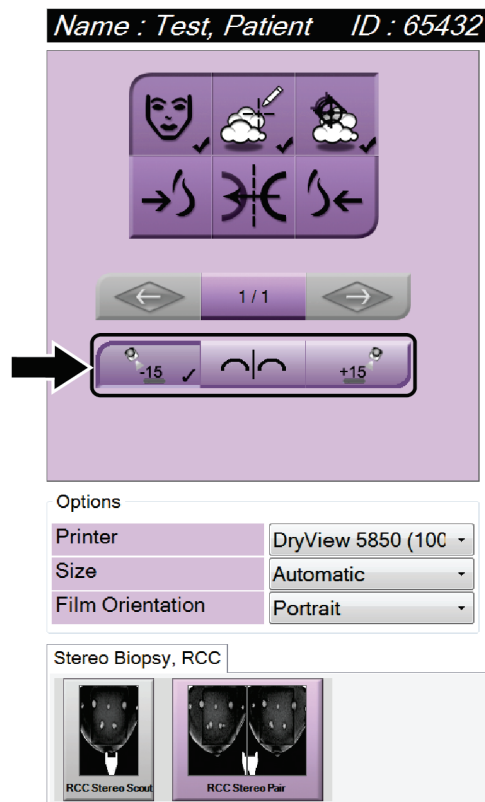 Name : Test, Patient ID : 65432
1 / 1
-15 +15
Options
Printer DryView 5850 (100
Size Automatic
Film Orientation Portrait
Stereo Biopsy, RCC
RCC Stereo Scout RCC Stereo Pair